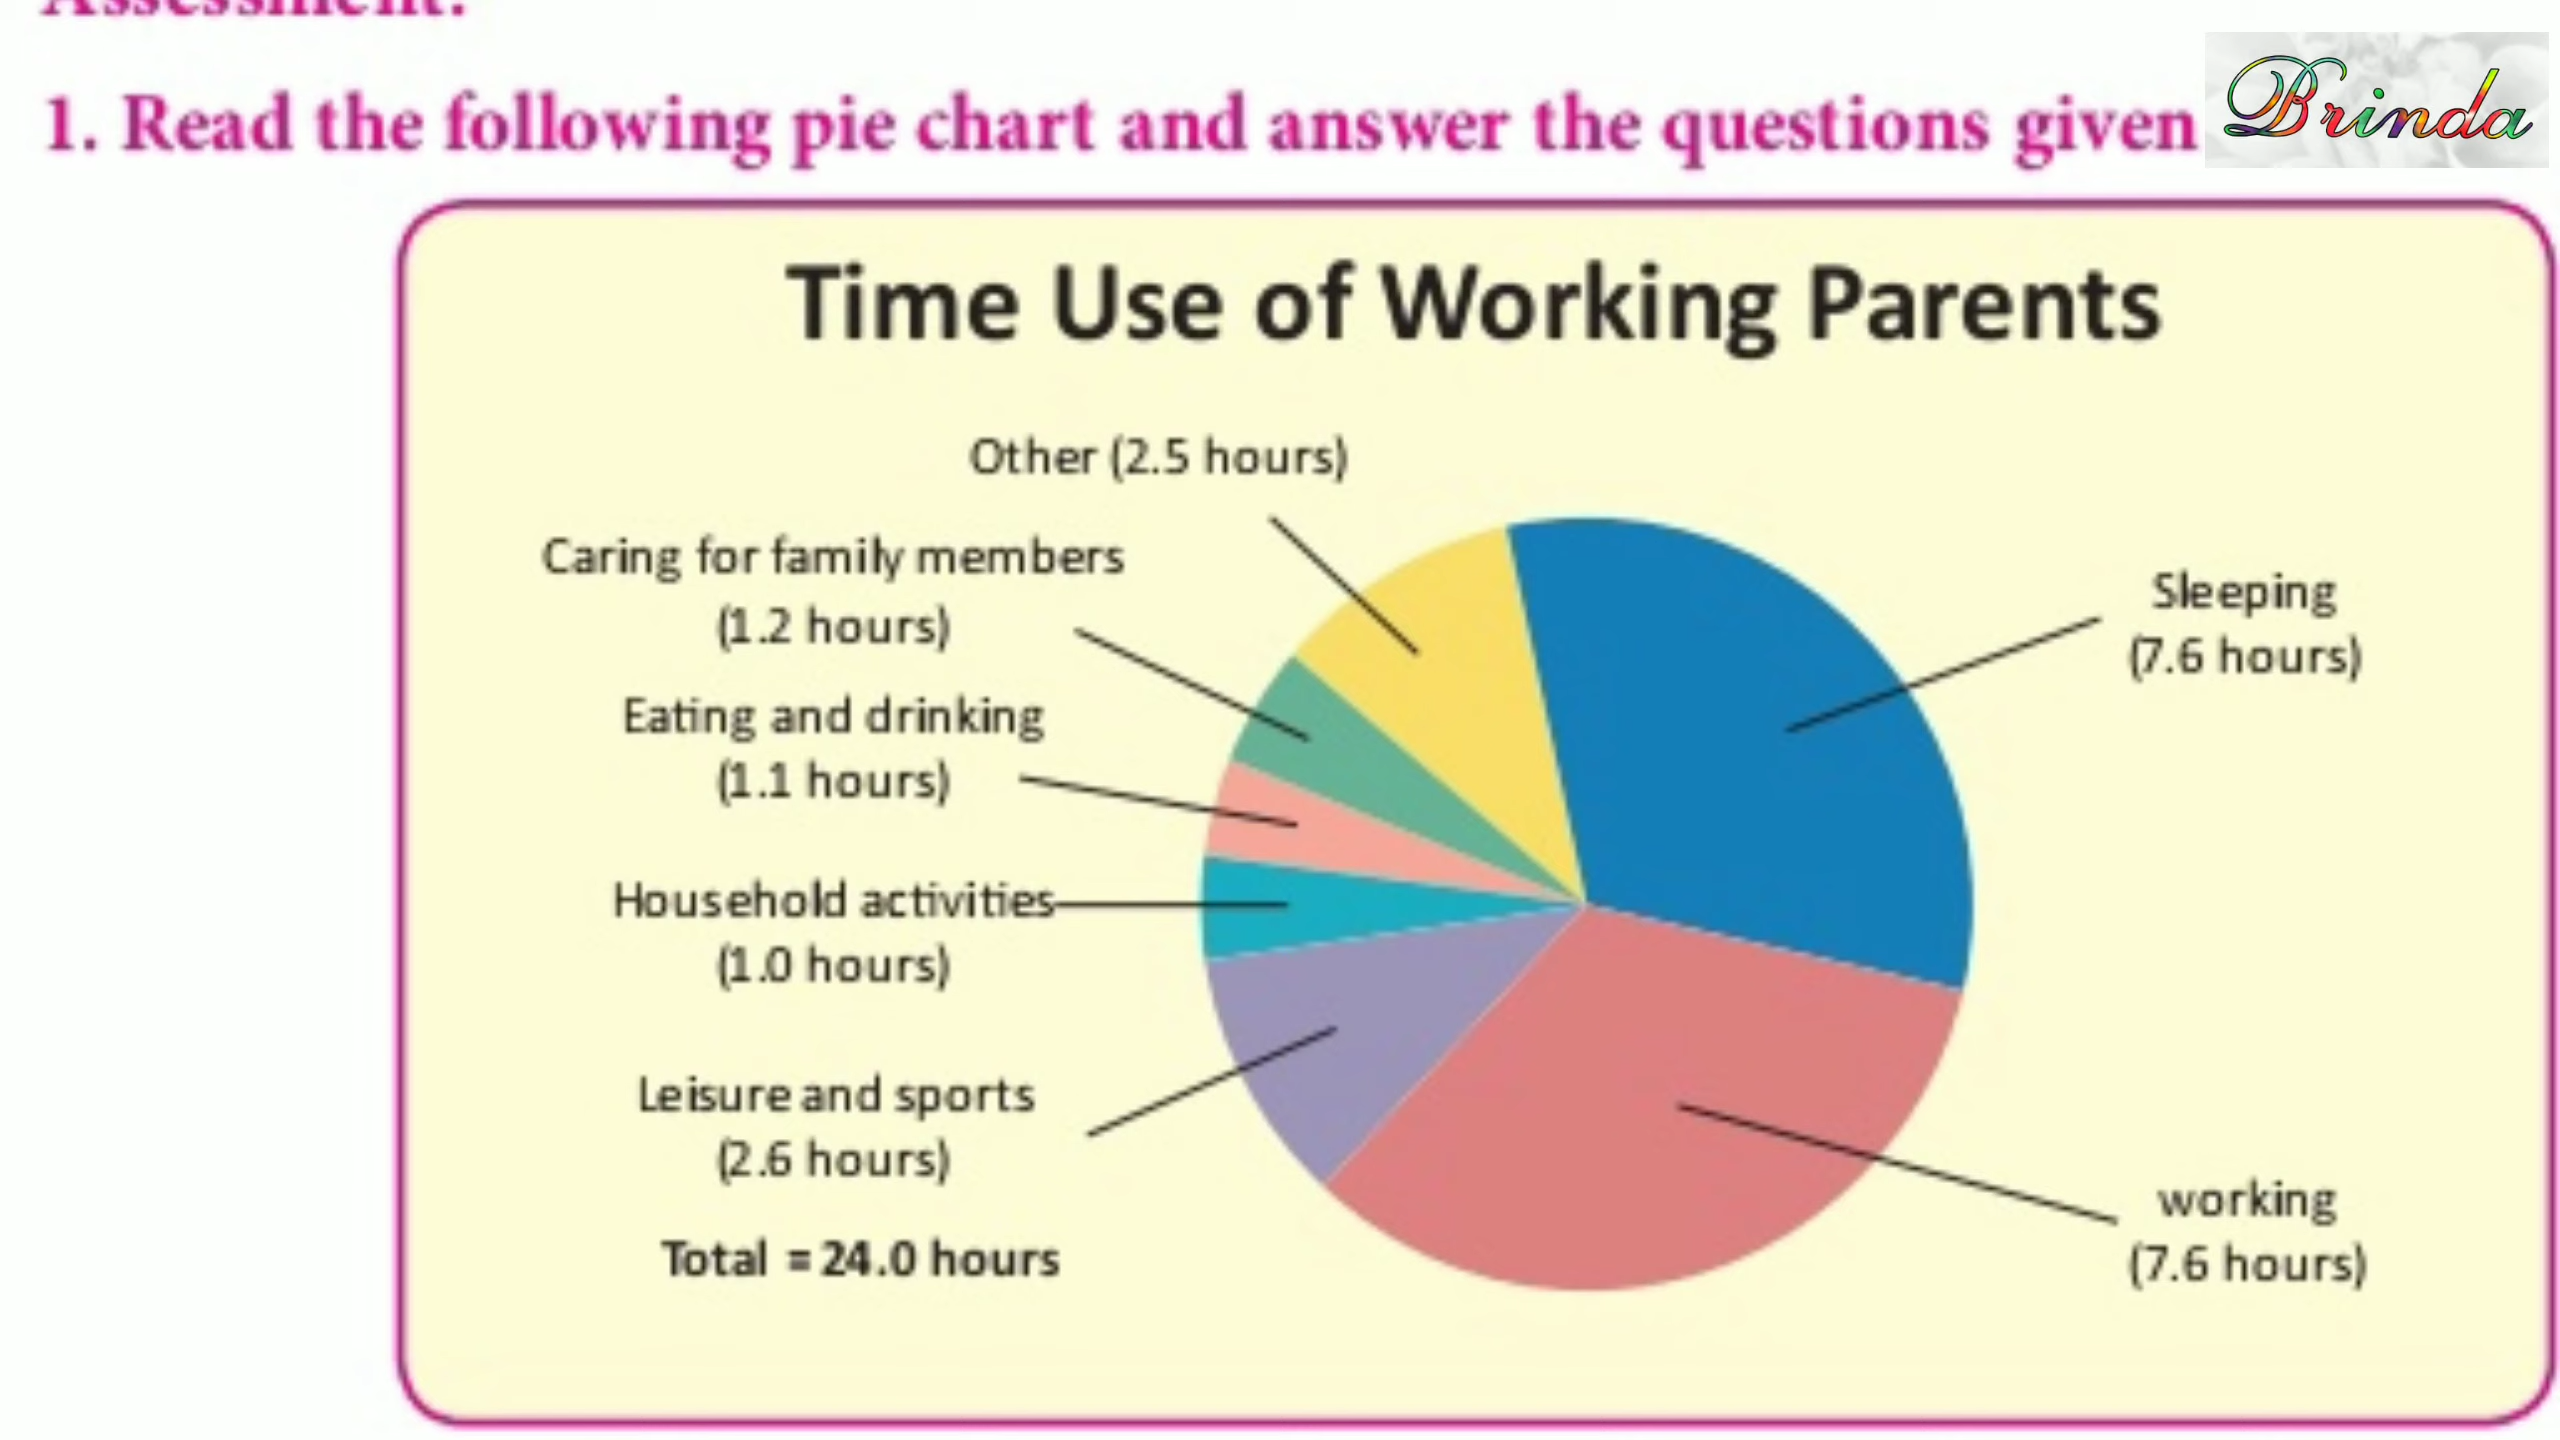 Assessment:
1. Read the following pie chart and answer the questions given
Brinda
Time Use of Working Parents
Other (2.5 hours)
Caring for family members
(1.2 hours)
Eating and drinking
(1.1 hours)
Household activities
(1.0 hours)
Leisure and sports
(2.6 hours)
Total = 24.0 hours
Sleeping
(7.6 hours)
working
(7.6 hours)